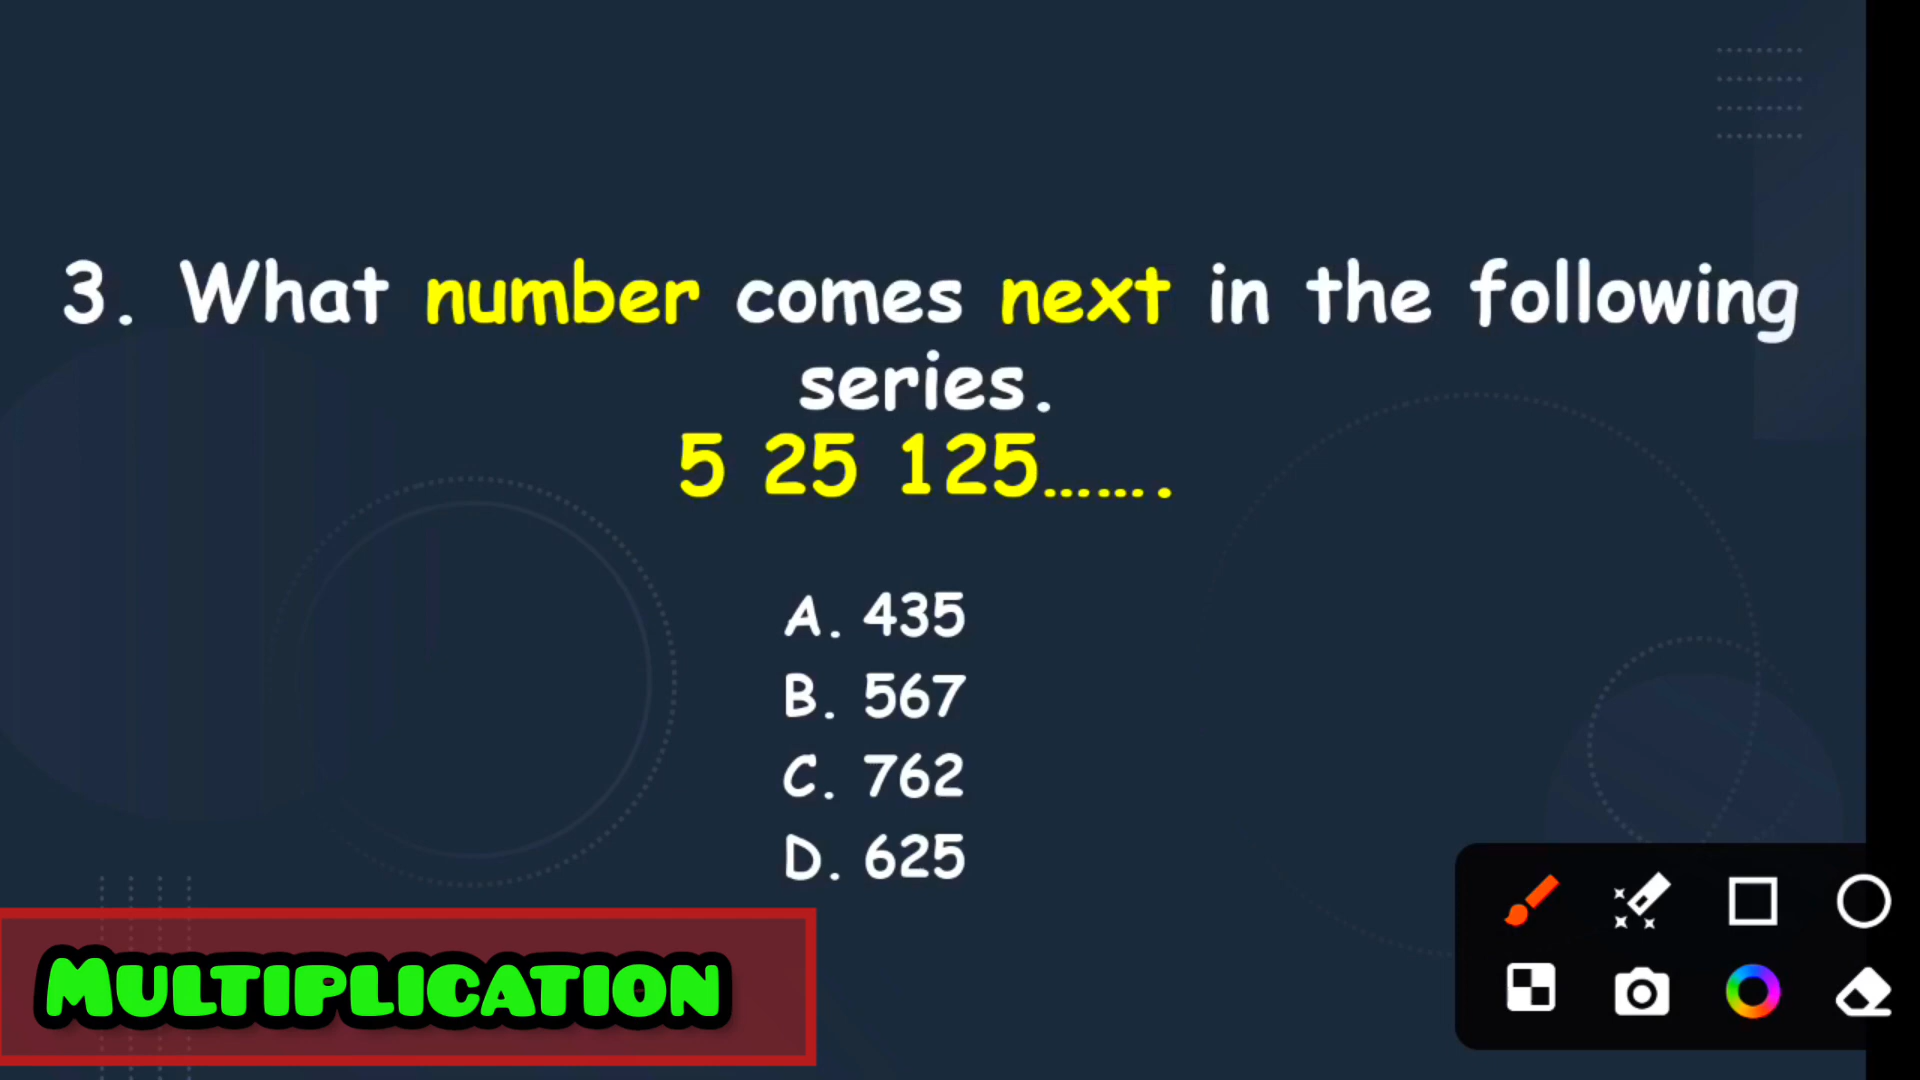 3. What number comes next in the following
series.
5 25 125…….
A. 435
B. 567
C. 762
D. 625
MULTIPLICATION